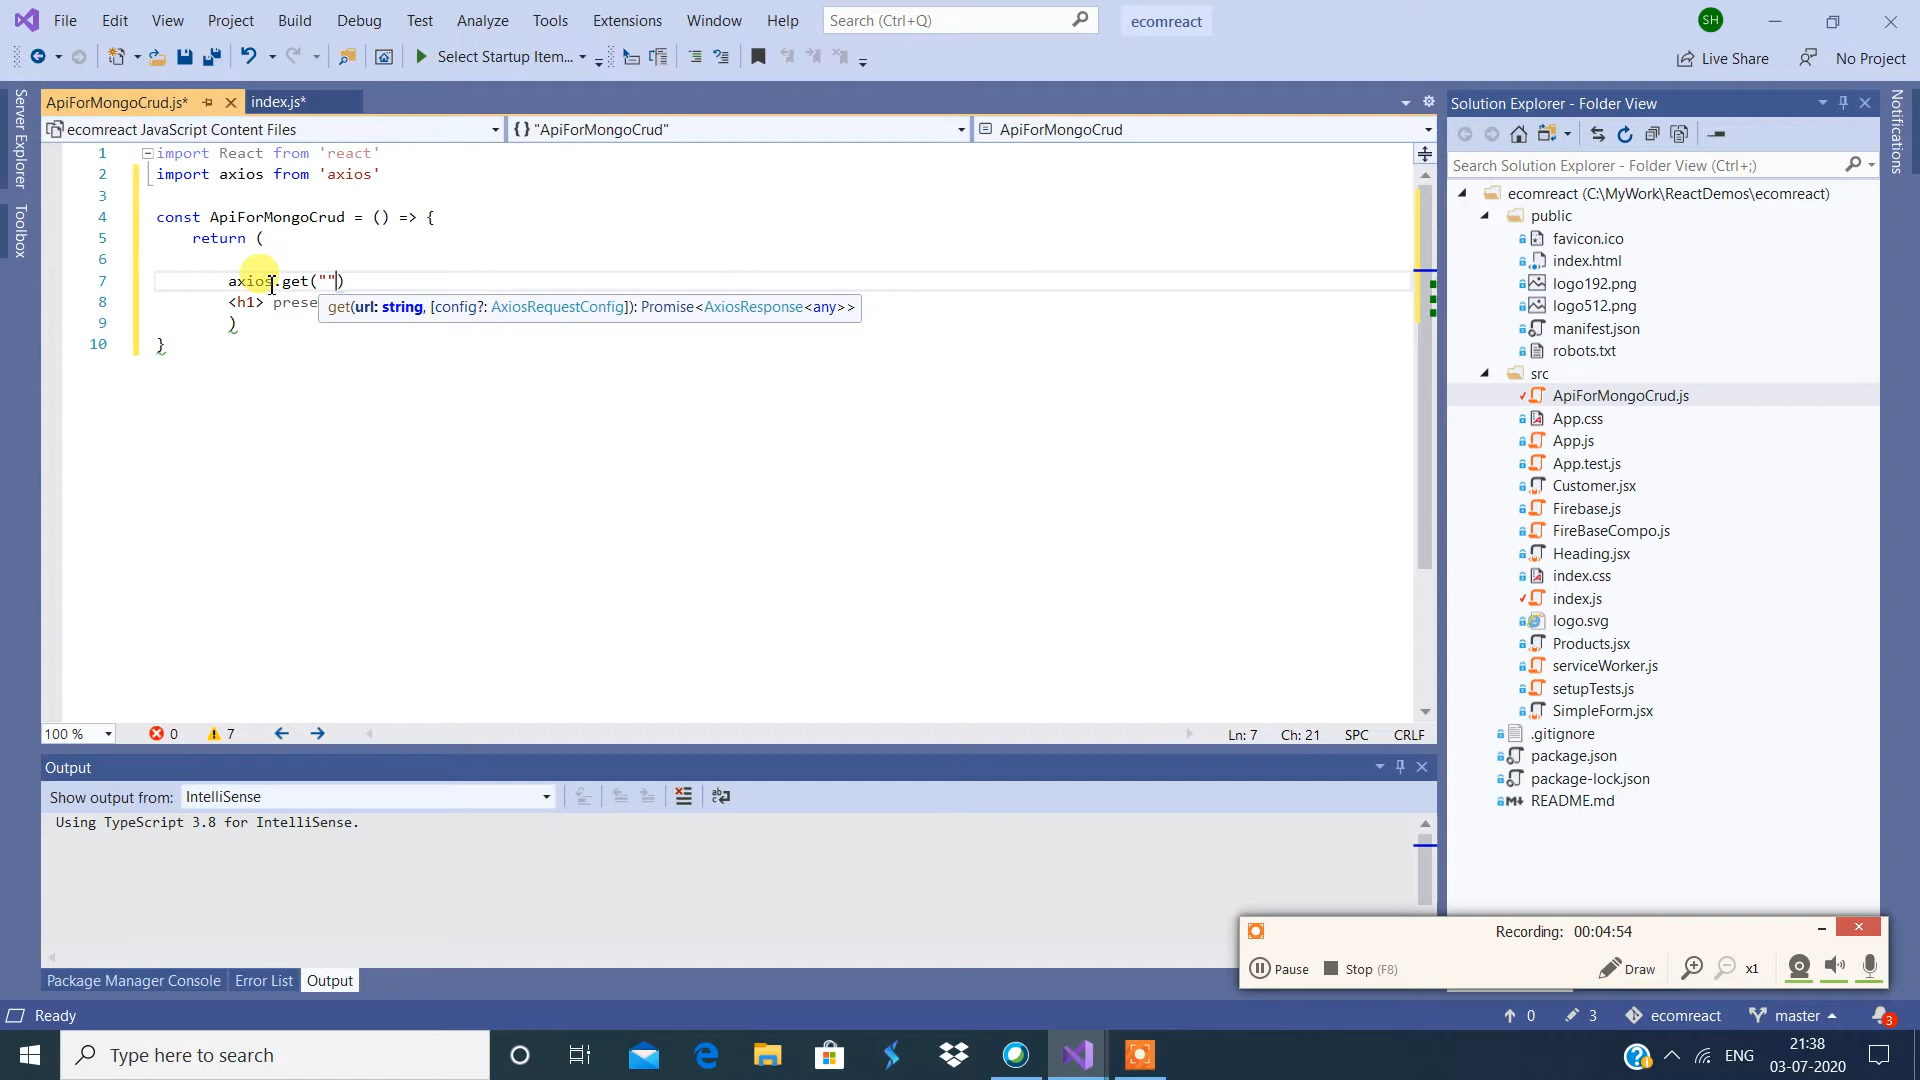 File Edit View Project Build Debug Test Analyze Tools Extensions Window Help Search (Ctrl+Q) ecomreact SH
Select Startup Item... Live Share No Project
Server Explorer
Toolbox
ApiForMongoCrud.js* index.js*
ecomreact JavaScript Content Files {} "ApiForMongoCrud" ApiForMongoCrud
1 import React from 'react'
2 import axios from 'axios'
3
4 const ApiForMongoCrud = () => {
5 return (
6
7 axios.get("")
8 <h1> prese
get(url: string, [config?: AxiosRequestConfig]): Promise<AxiosResponse<any>>
9 )
10 }
100 % 0 7 Ln: 7 Ch: 21 SPC CRLF
Output
Show output from: IntelliSense
Using TypeScript 3.8 for IntelliSense.
Package Manager Console Error List Output
Solution Explorer - Folder View
Search Solution Explorer - Folder View (Ctrl+;)
ecomreact (C:\MyWork\ReactDemos\ecomreact)
public
favicon.ico
index.html
logo192.png
logo512.png
manifest.json
robots.txt
src
ApiForMongoCrud.js
App.css
App.js
App.test.js
Customer.jsx
Firebase.js
FireBaseCompo.js
Heading.jsx
index.css
index.js
logo.svg
Products.jsx
serviceWorker.js
setupTests.js
SimpleForm.jsx
.gitignore
package.json
package-lock.json
README.md
Notifications
Recording: 00:04:54
Pause Stop (F8) Draw x1
Ready 0 3 ecomreact master 3
Type here to search ENG 21:38
03-07-2020